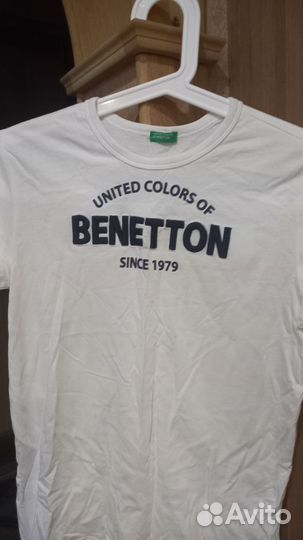 UNITED COLORS OF
BENETTON
SINCE 1979
Avito